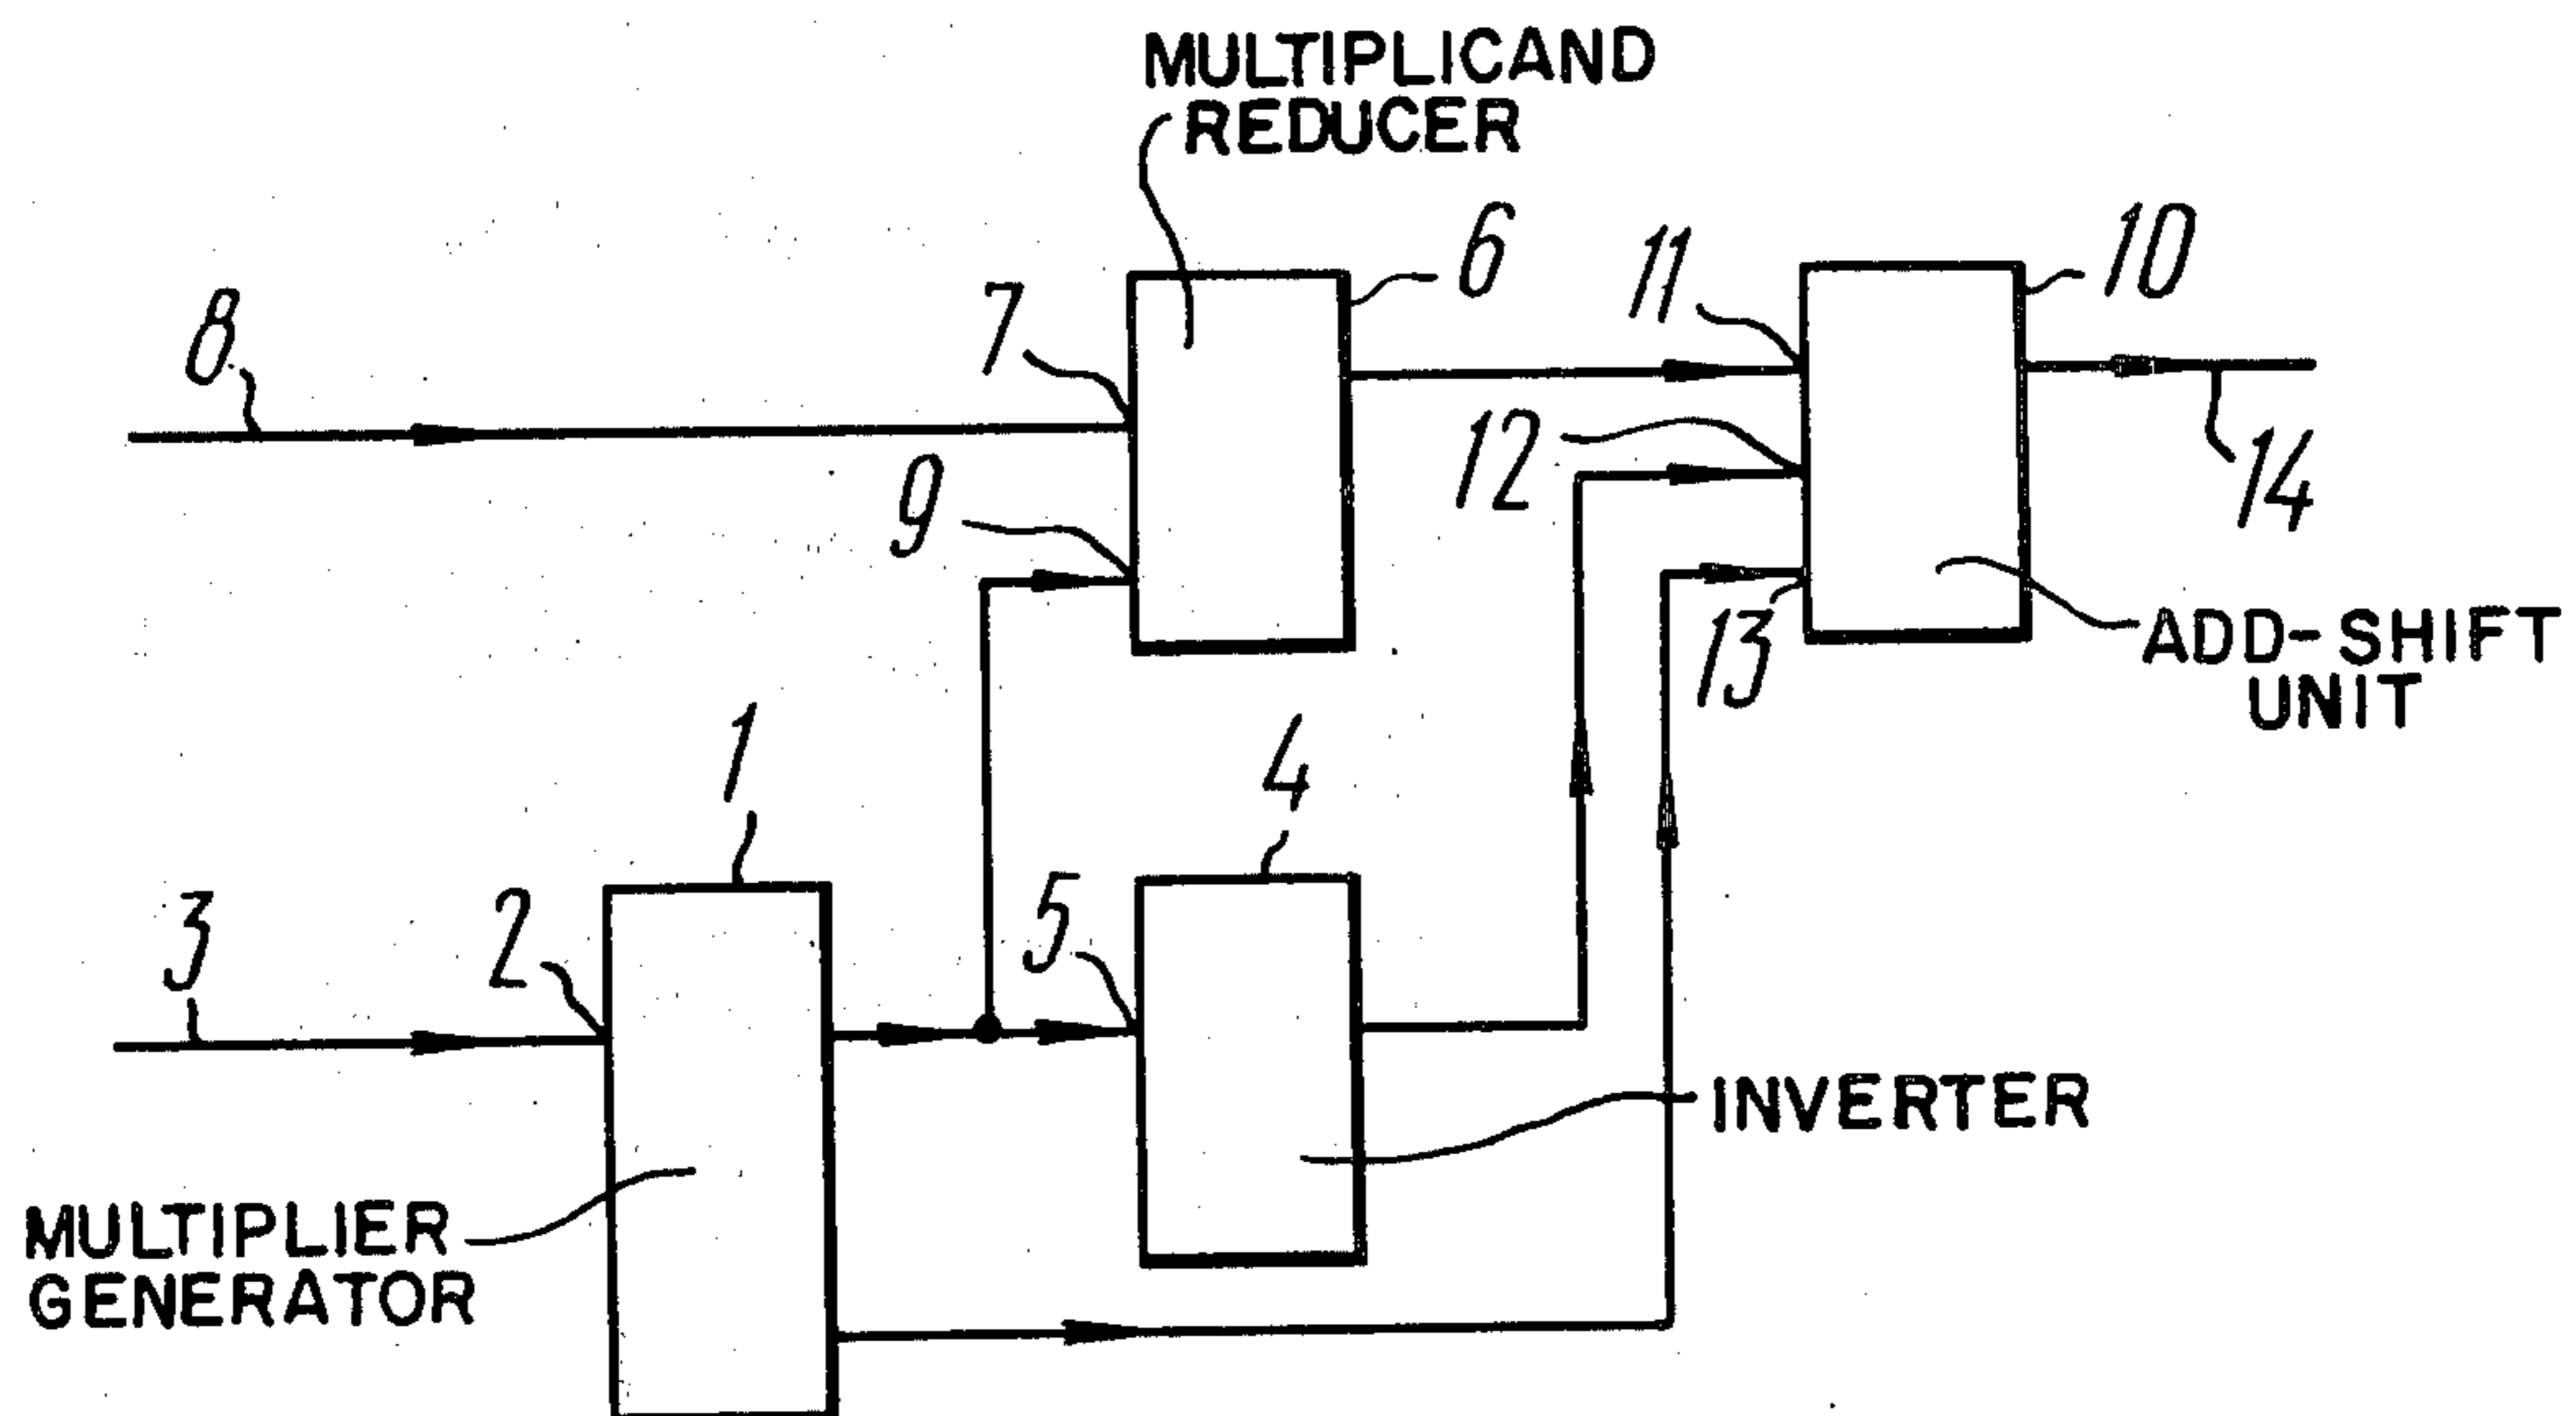 MULTIPLICAND
REDUCER
6
10
11
7
8
12
14
9
13
ADD-SHIFT
UNIT
1
4
5
2
3
INVERTER
MULTIPLIER
GENERATOR